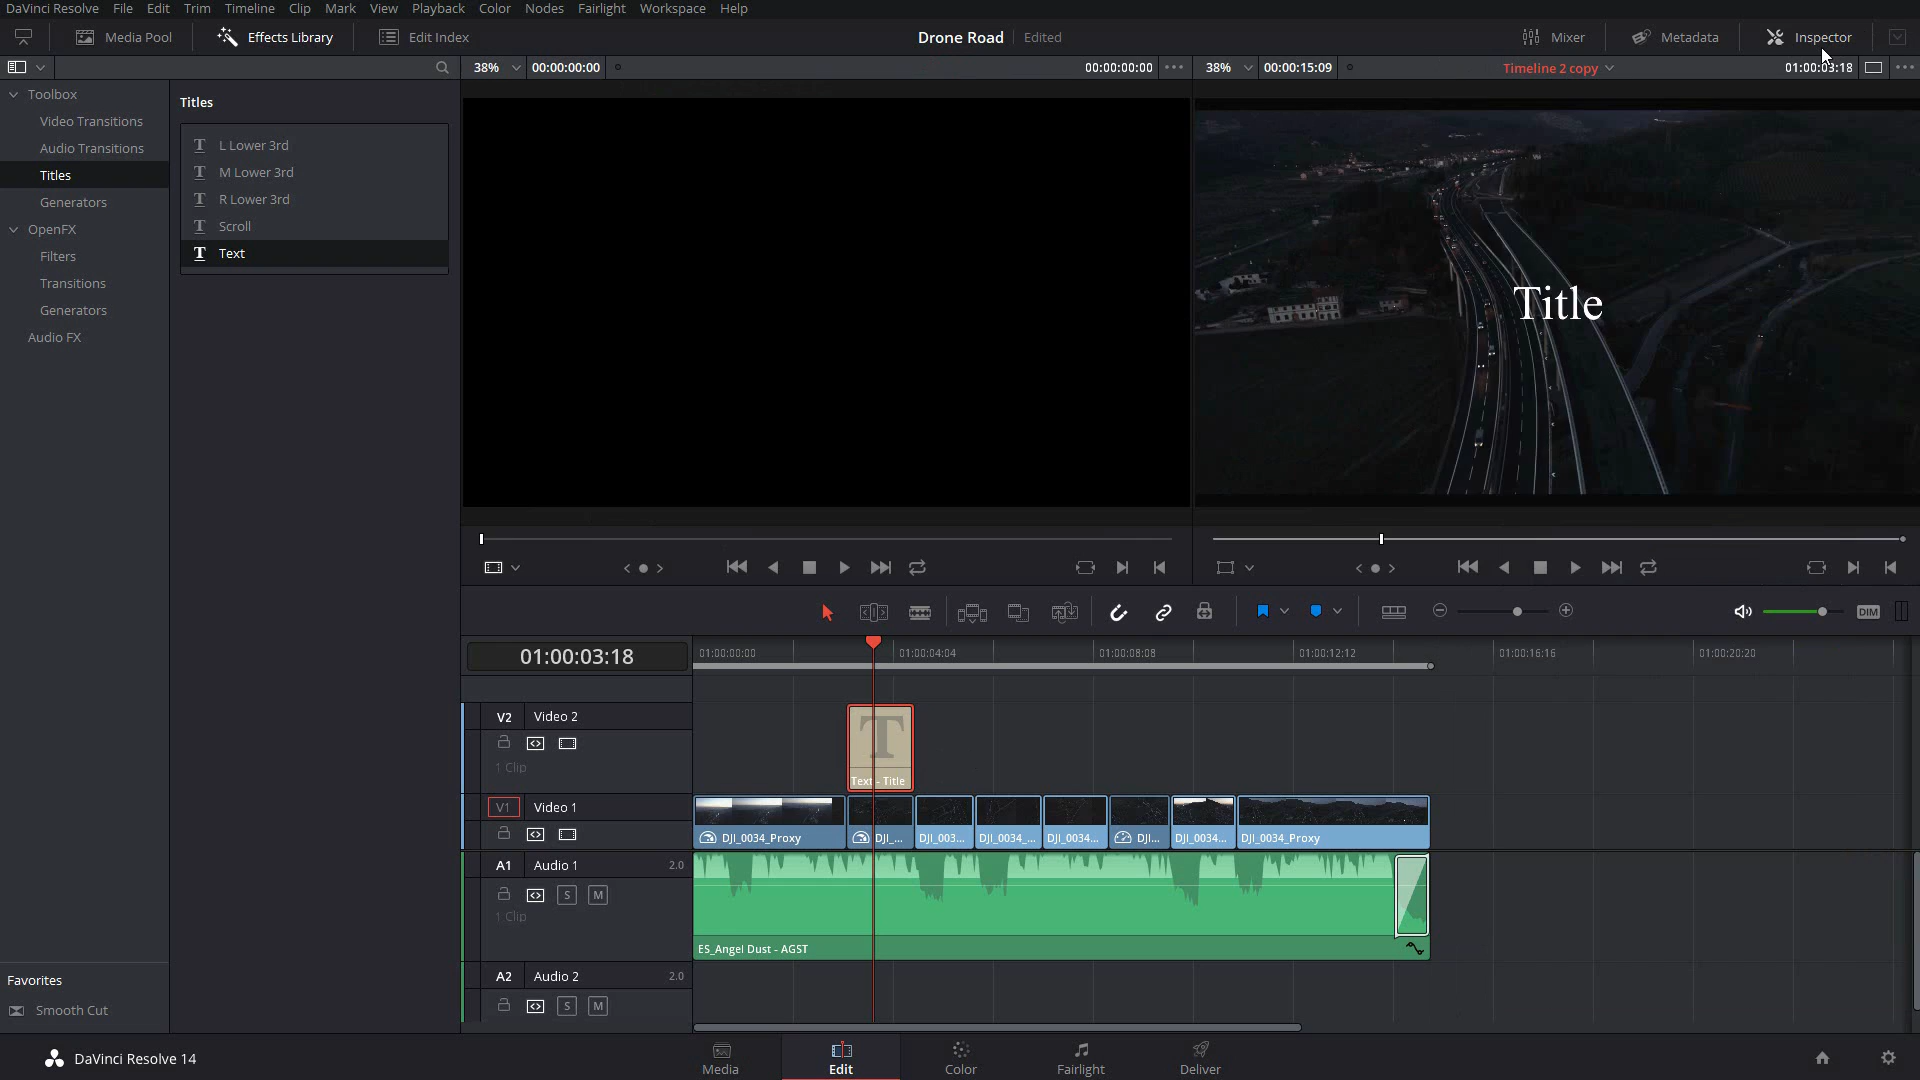 DaVinci Resolve File Edit Trim Timeline Clip Mark View Playback Color Nodes Fairlight Workspace Help
Media Pool Effects Library Edit Index Drone Road Edited Mixer Metadata Inspector
38% 00:00:00:00 00:00:00:00 38% 00:00:15:09 Timeline 2 copy 01:00:03:18
Toolbox
Video Transitions
Audio Transitions
Titles
Generators
OpenFX
Filters
Transitions
Generators
Audio FX
Titles
T L Lower 3rd
T M Lower 3rd
T R Lower 3rd
T Scroll
T Text
Title
DIM
01:00:03:18
01:00:00:00 01:00:04:04 01:00:08:08 01:00:12:12 01:00:16:16 01:00:20:20
V2 Video 2
1 Clip
T
Text - Title
V1 Video 1
DJI_0034_Proxy DJI_... DJI_003... DJI_0034_... DJI_0034... DJI... DJI_0034... DJI_0034_Proxy
A1 Audio 1 2.0
S M
1 Clip
ES_Angel Dust - AGST
A2 Audio 2 2.0
S M
Favorites
Smooth Cut
DaVinci Resolve 14
Media Edit Color Fairlight Deliver